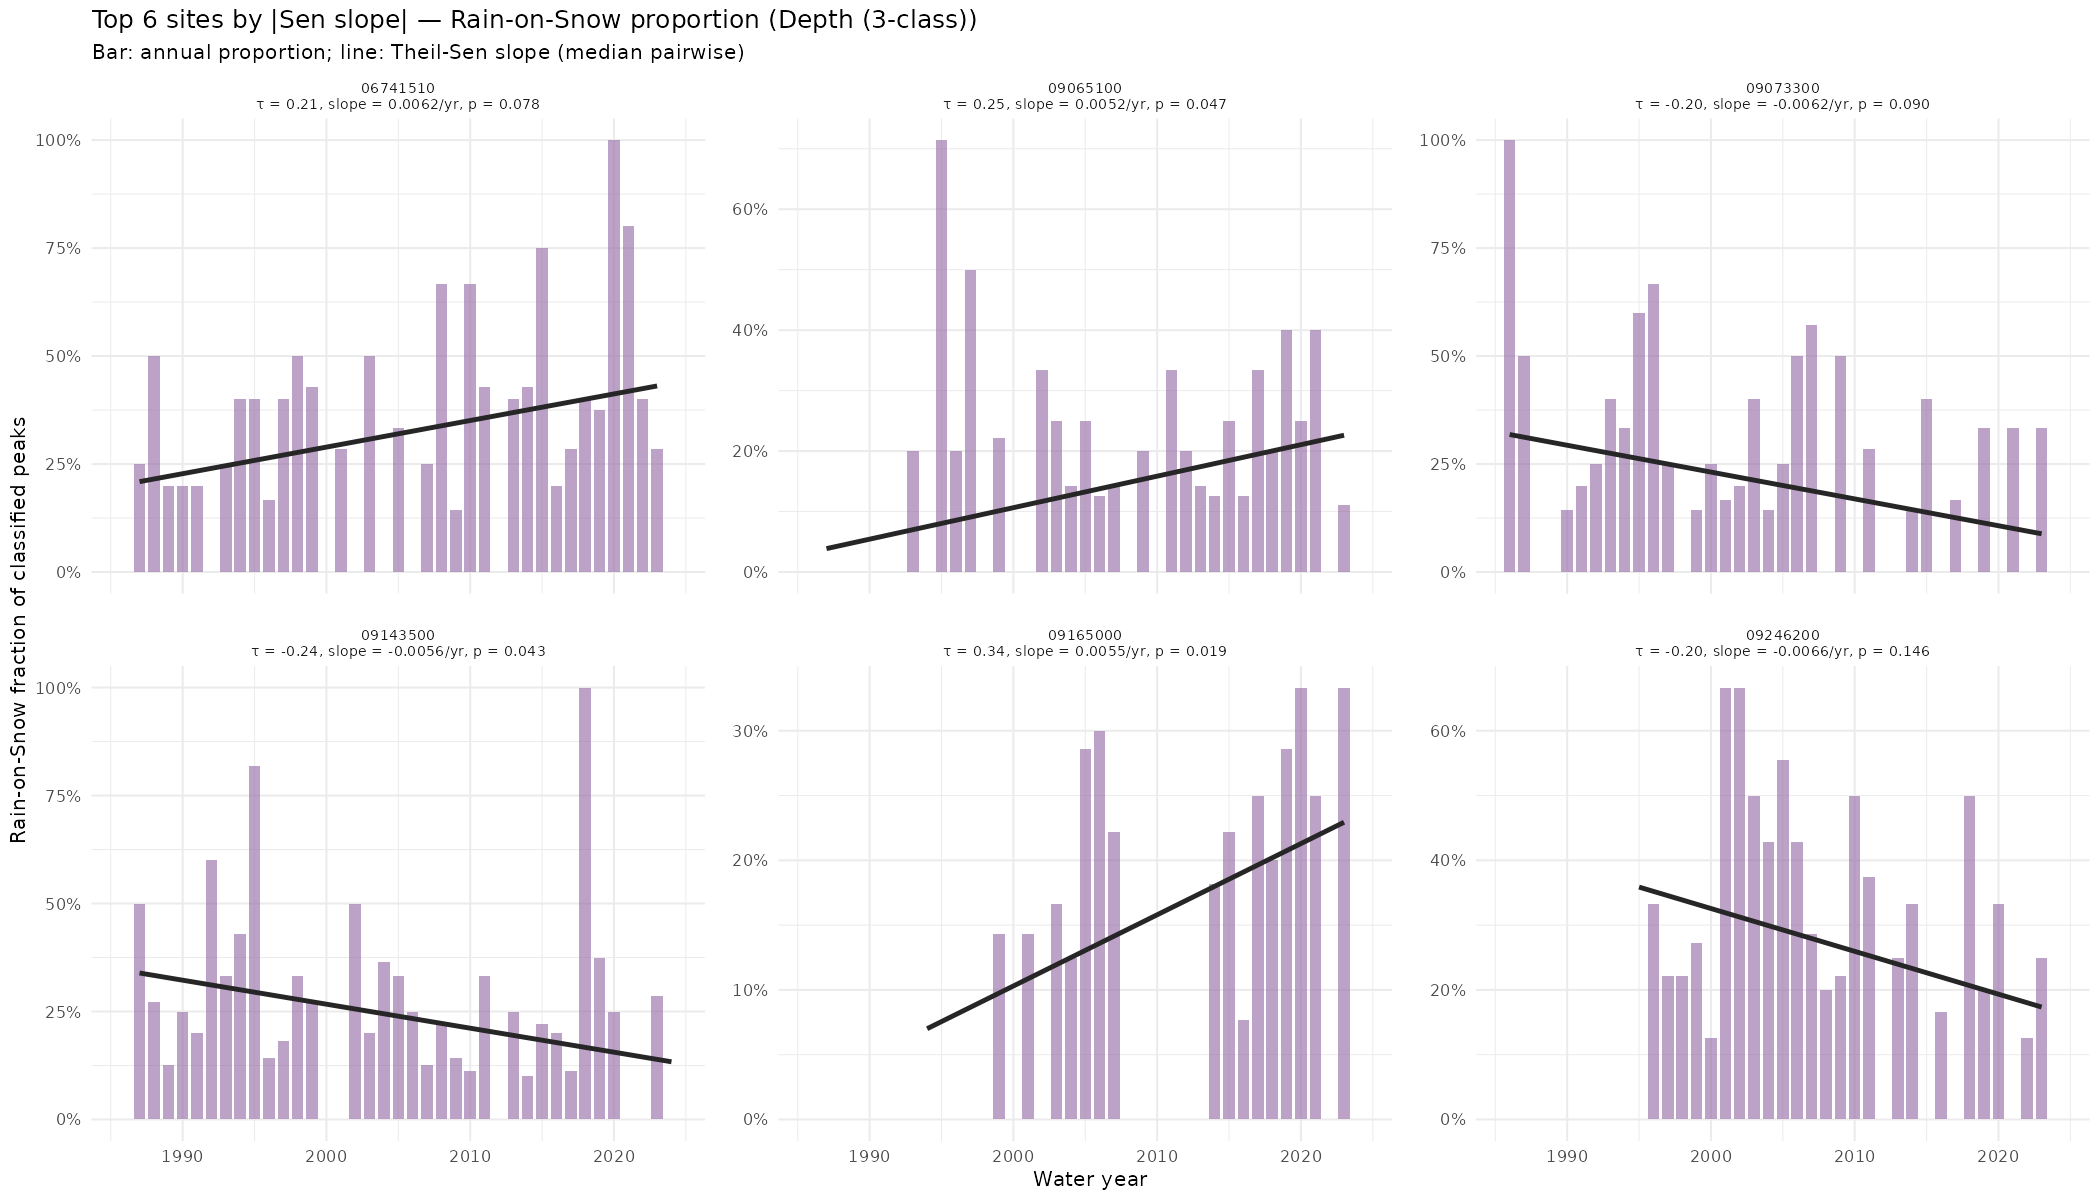 Top 6 sites by |Sen slope| — Rain-on-Snow proportion (Depth (3-class))
Bar: annual proportion; line: Theil-Sen slope (median pairwise)
Rain-on-Snow fraction of classified peaks
06741510
τ = 0.21, slope = 0.0062/yr, p = 0.078
100%
75%
50%
25%
0%
09065100
τ = 0.25, slope = 0.0052/yr, p = 0.047
60%
40%
20%
0%
09073300
τ = -0.20, slope = -0.0062/yr, p = 0.090
100%
75%
50%
25%
0%
09143500
τ = -0.24, slope = -0.0056/yr, p = 0.043
100%
75%
50%
25%
0%
1990 2000 2010 2020
09165000
τ = 0.34, slope = 0.0055/yr, p = 0.019
30%
20%
10%
0%
1990 2000 2010 2020
09246200
τ = -0.20, slope = -0.0066/yr, p = 0.146
60%
40%
20%
0%
1990 2000 2010 2020
Water year